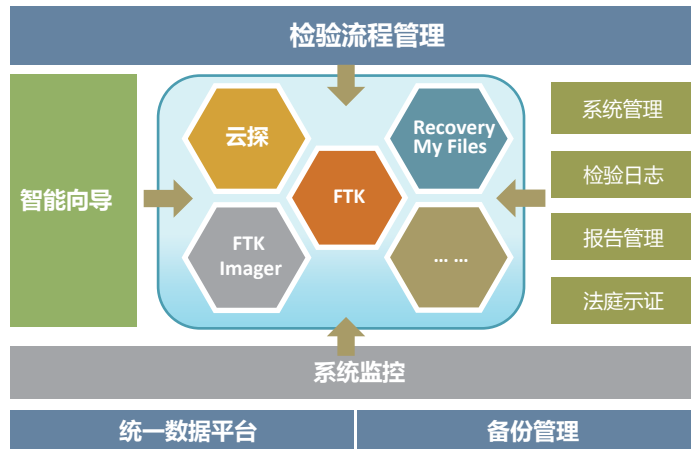 检验流程管理
智能向导
云探
Recovery
My Files
FTK
FTK
Imager
... ...
系统管理
检验日志
报告管理
法庭示证
系统监控
统一数据平台
备份管理